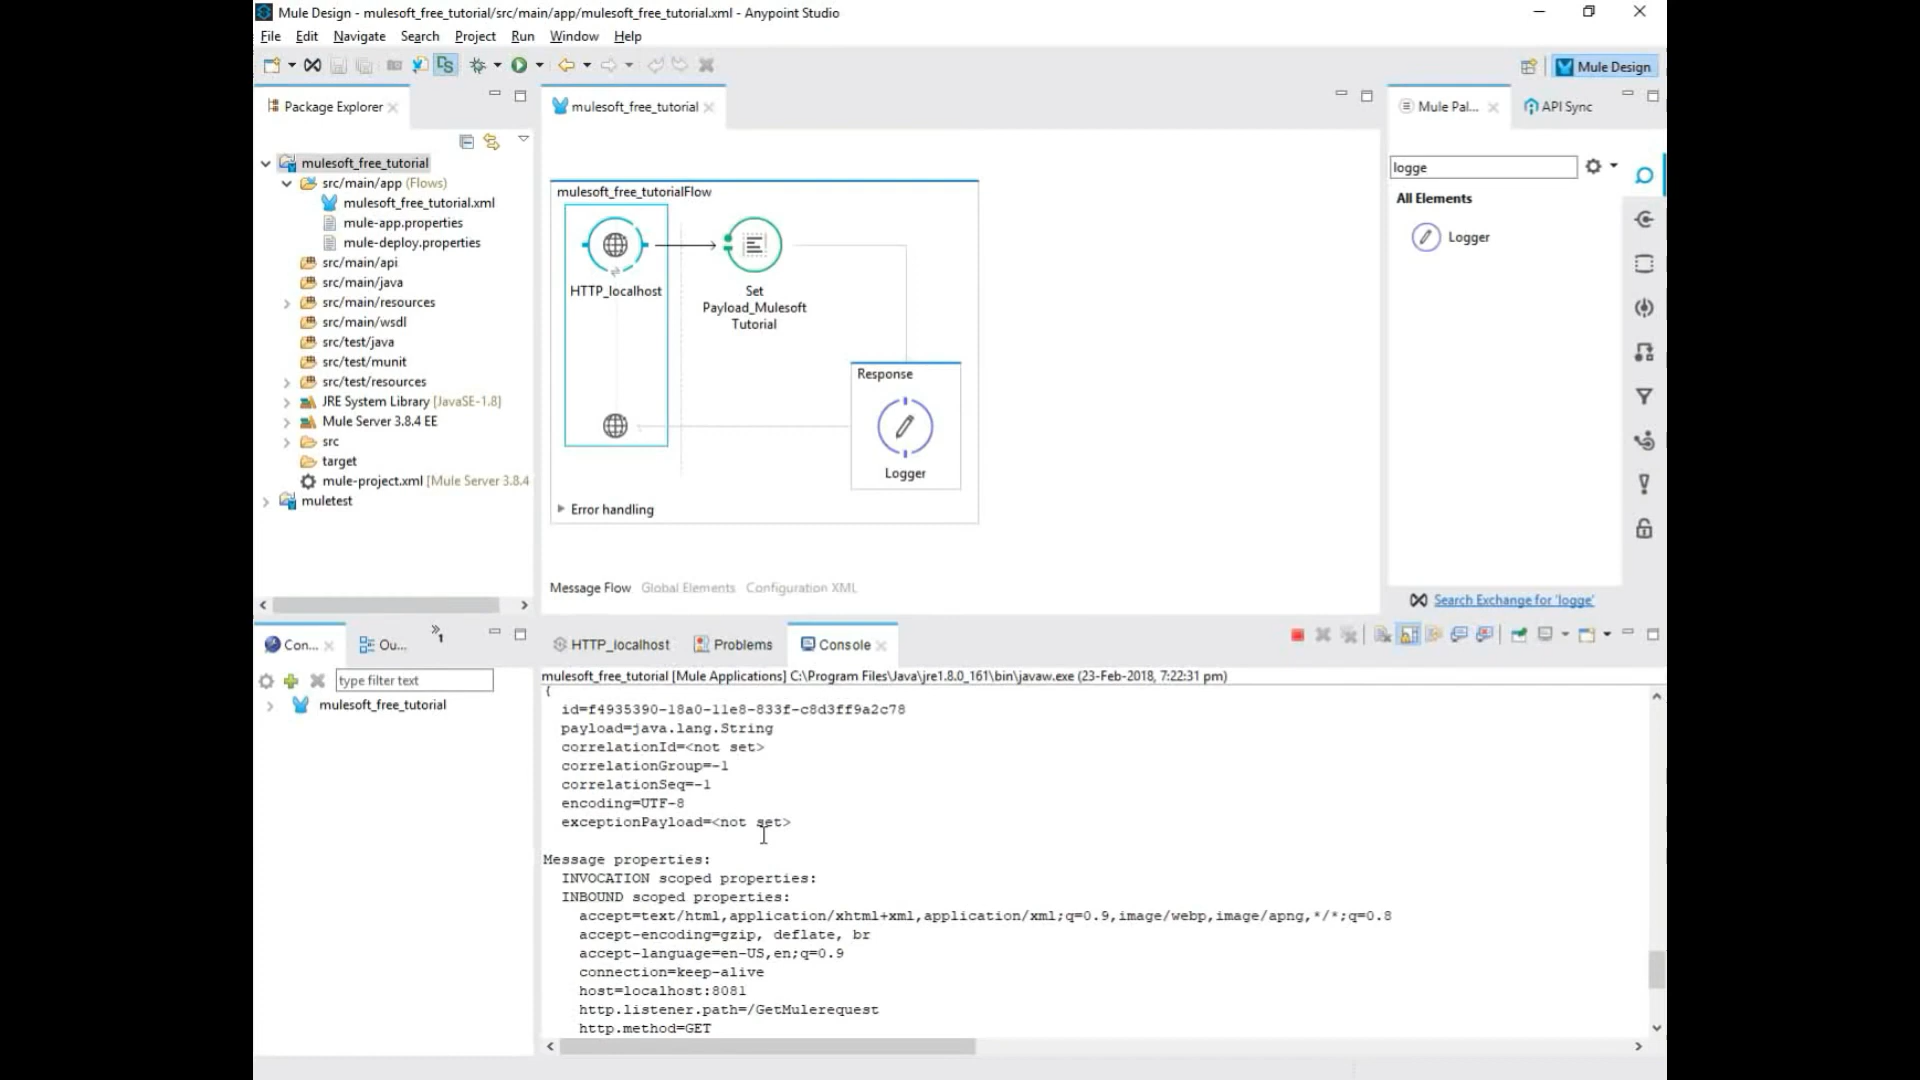 Mule Design - mulesoft_free_tutorial/src/main/app/mulesoft_free_tutorial.xml - Anypoint Studio
File Edit Navigate Search Project Run Window Help
Mule Design
Package Explorer
mulesoft_free_tutorial
src/main/app (Flows)
mulesoft_free_tutorial.xml
mule-app.properties
mule-deploy.properties
src/main/api
src/main/java
src/main/resources
src/main/wsdl
src/test/java
src/test/munit
src/test/resources
JRE System Library [JavaSE-1.8]
Mule Server 3.8.4 EE
src
target
mule-project.xml [Mule Server 3.8.4
muletest
mulesoft_free_tutorial
mulesoft_free_tutorialFlow
HTTP_localhost
Set
Payload_Mulesoft
Tutorial
Response
Logger
Error handling
Message Flow Global Elements Configuration XML
Mule Pal...
API Sync
logge
All Elements
Logger
Search Exchange for 'logge'
Con...
Ou...
1
type filter text
mulesoft_free_tutorial
HTTP_localhost
Problems
Console
mulesoft_free_tutorial [Mule Applications] C:\Program Files\Java\jre1.8.0_161\bin\javaw.exe (23-Feb-2018, 7:22:31 pm)
{
id=f4935390-18a0-11e8-833f-c8d3ff9a2c78
payload=java.lang.String
correlationId=<not set>
correlationGroup=-1
correlationSeq=-1
encoding=UTF-8
exceptionPayload=<not set>
Message properties:
INVOCATION scoped properties:
INBOUND scoped properties:
accept=text/html,application/xhtml+xml,application/xml;q=0.9,image/webp,image/apng,*/*;q=0.8
accept-encoding=gzip, deflate, br
accept-language=en-US,en;q=0.9
connection=keep-alive
host=localhost:8081
http.listener.path=/GetMulerequest
http.method=GET